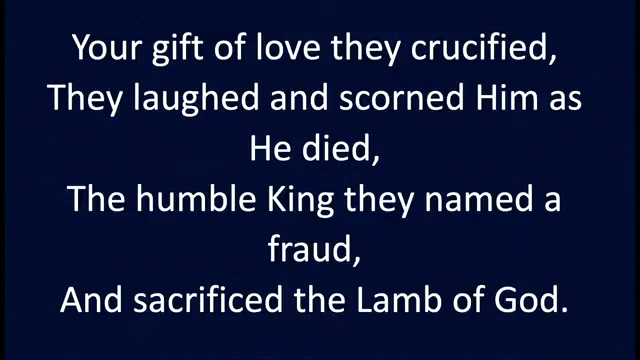 Your gift of love they crucified,
They laughed and scorned Him as
He died,
The humble King they named a
fraud,
And sacrificed the Lamb of God.